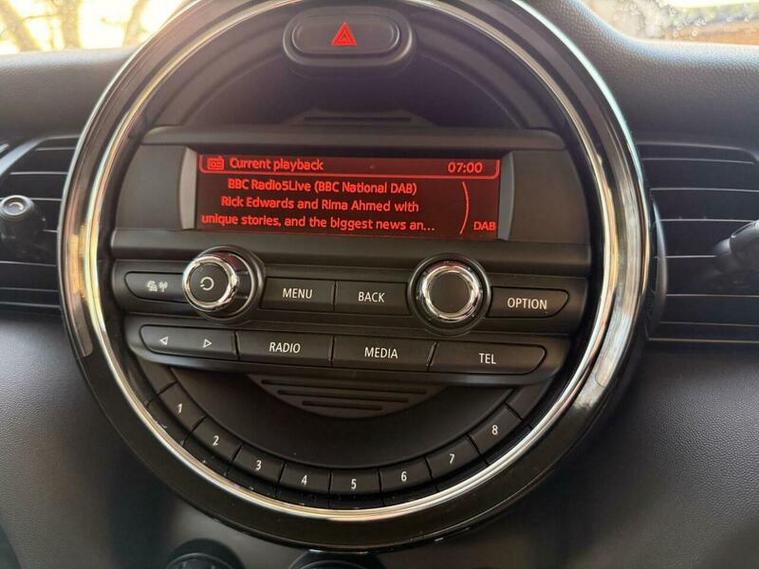 Current playback 07:00
BBC Radio5Live (BBC National DAB)
Rick Edwards and Rima Ahmed with
unique stories, and the biggest news an... DAB
MENU BACK OPTION
RADIO MEDIA TEL
1 2 3 4 5 6 7 8